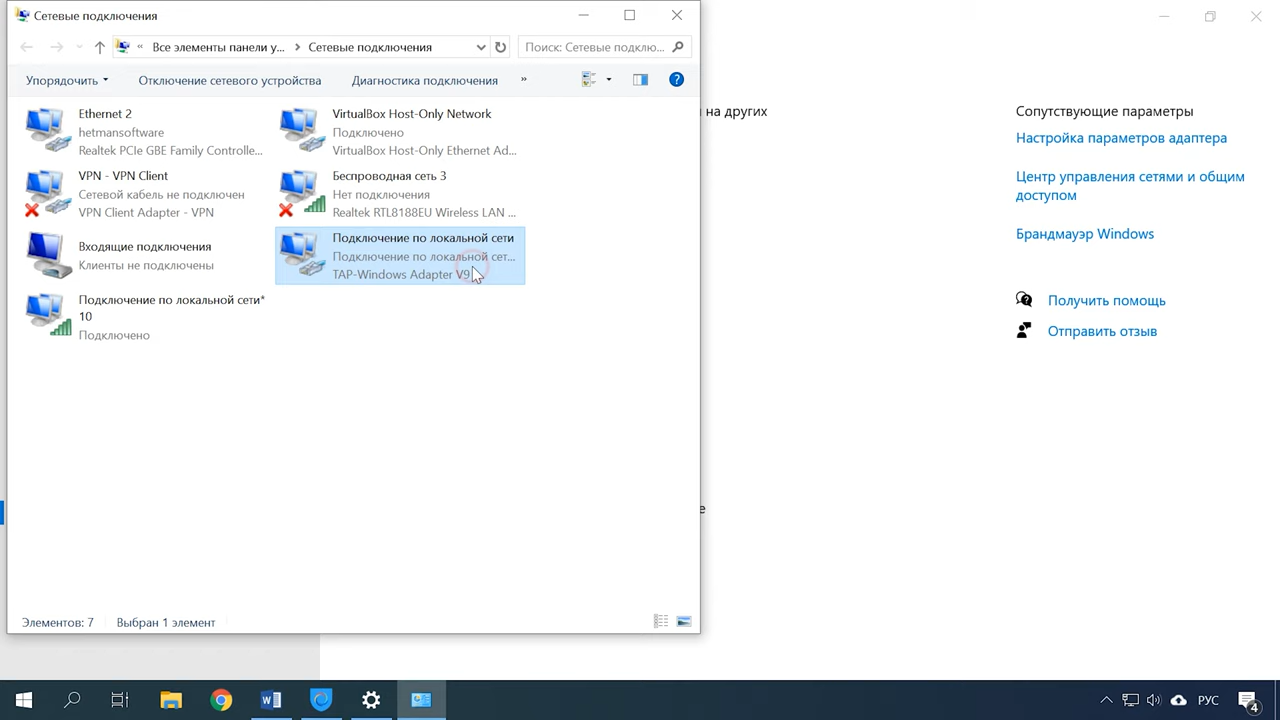 Сетевые подключения
« Все элементы панели у... > Сетевые подключения
Поиск: Сетевые подклю...
Упорядочить
Отключение сетевого устройства
Диагностика подключения
»
Ethernet 2
hetmansoftware
Realtek PCIe GBE Family Controlle...
VirtualBox Host-Only Network
Подключено
VirtualBox Host-Only Ethernet Ad...
VPN - VPN Client
Сетевой кабель не подключен
VPN Client Adapter - VPN
Беспроводная сеть 3
Нет подключения
Realtek RTL8188EU Wireless LAN ...
Входящие подключения
Клиенты не подключены
Подключение по локальной сети
Подключение по локальной сет...
TAP-Windows Adapter V9
Подключение по локальной сети*
10
Подключено
Элементов: 7
Выбран 1 элемент
на других
е
Сопутствующие параметры
Настройка параметров адаптера
Центр управления сетями и общим
доступом
Брандмауэр Windows
Получить помощь
Отправить отзыв
РУС
4